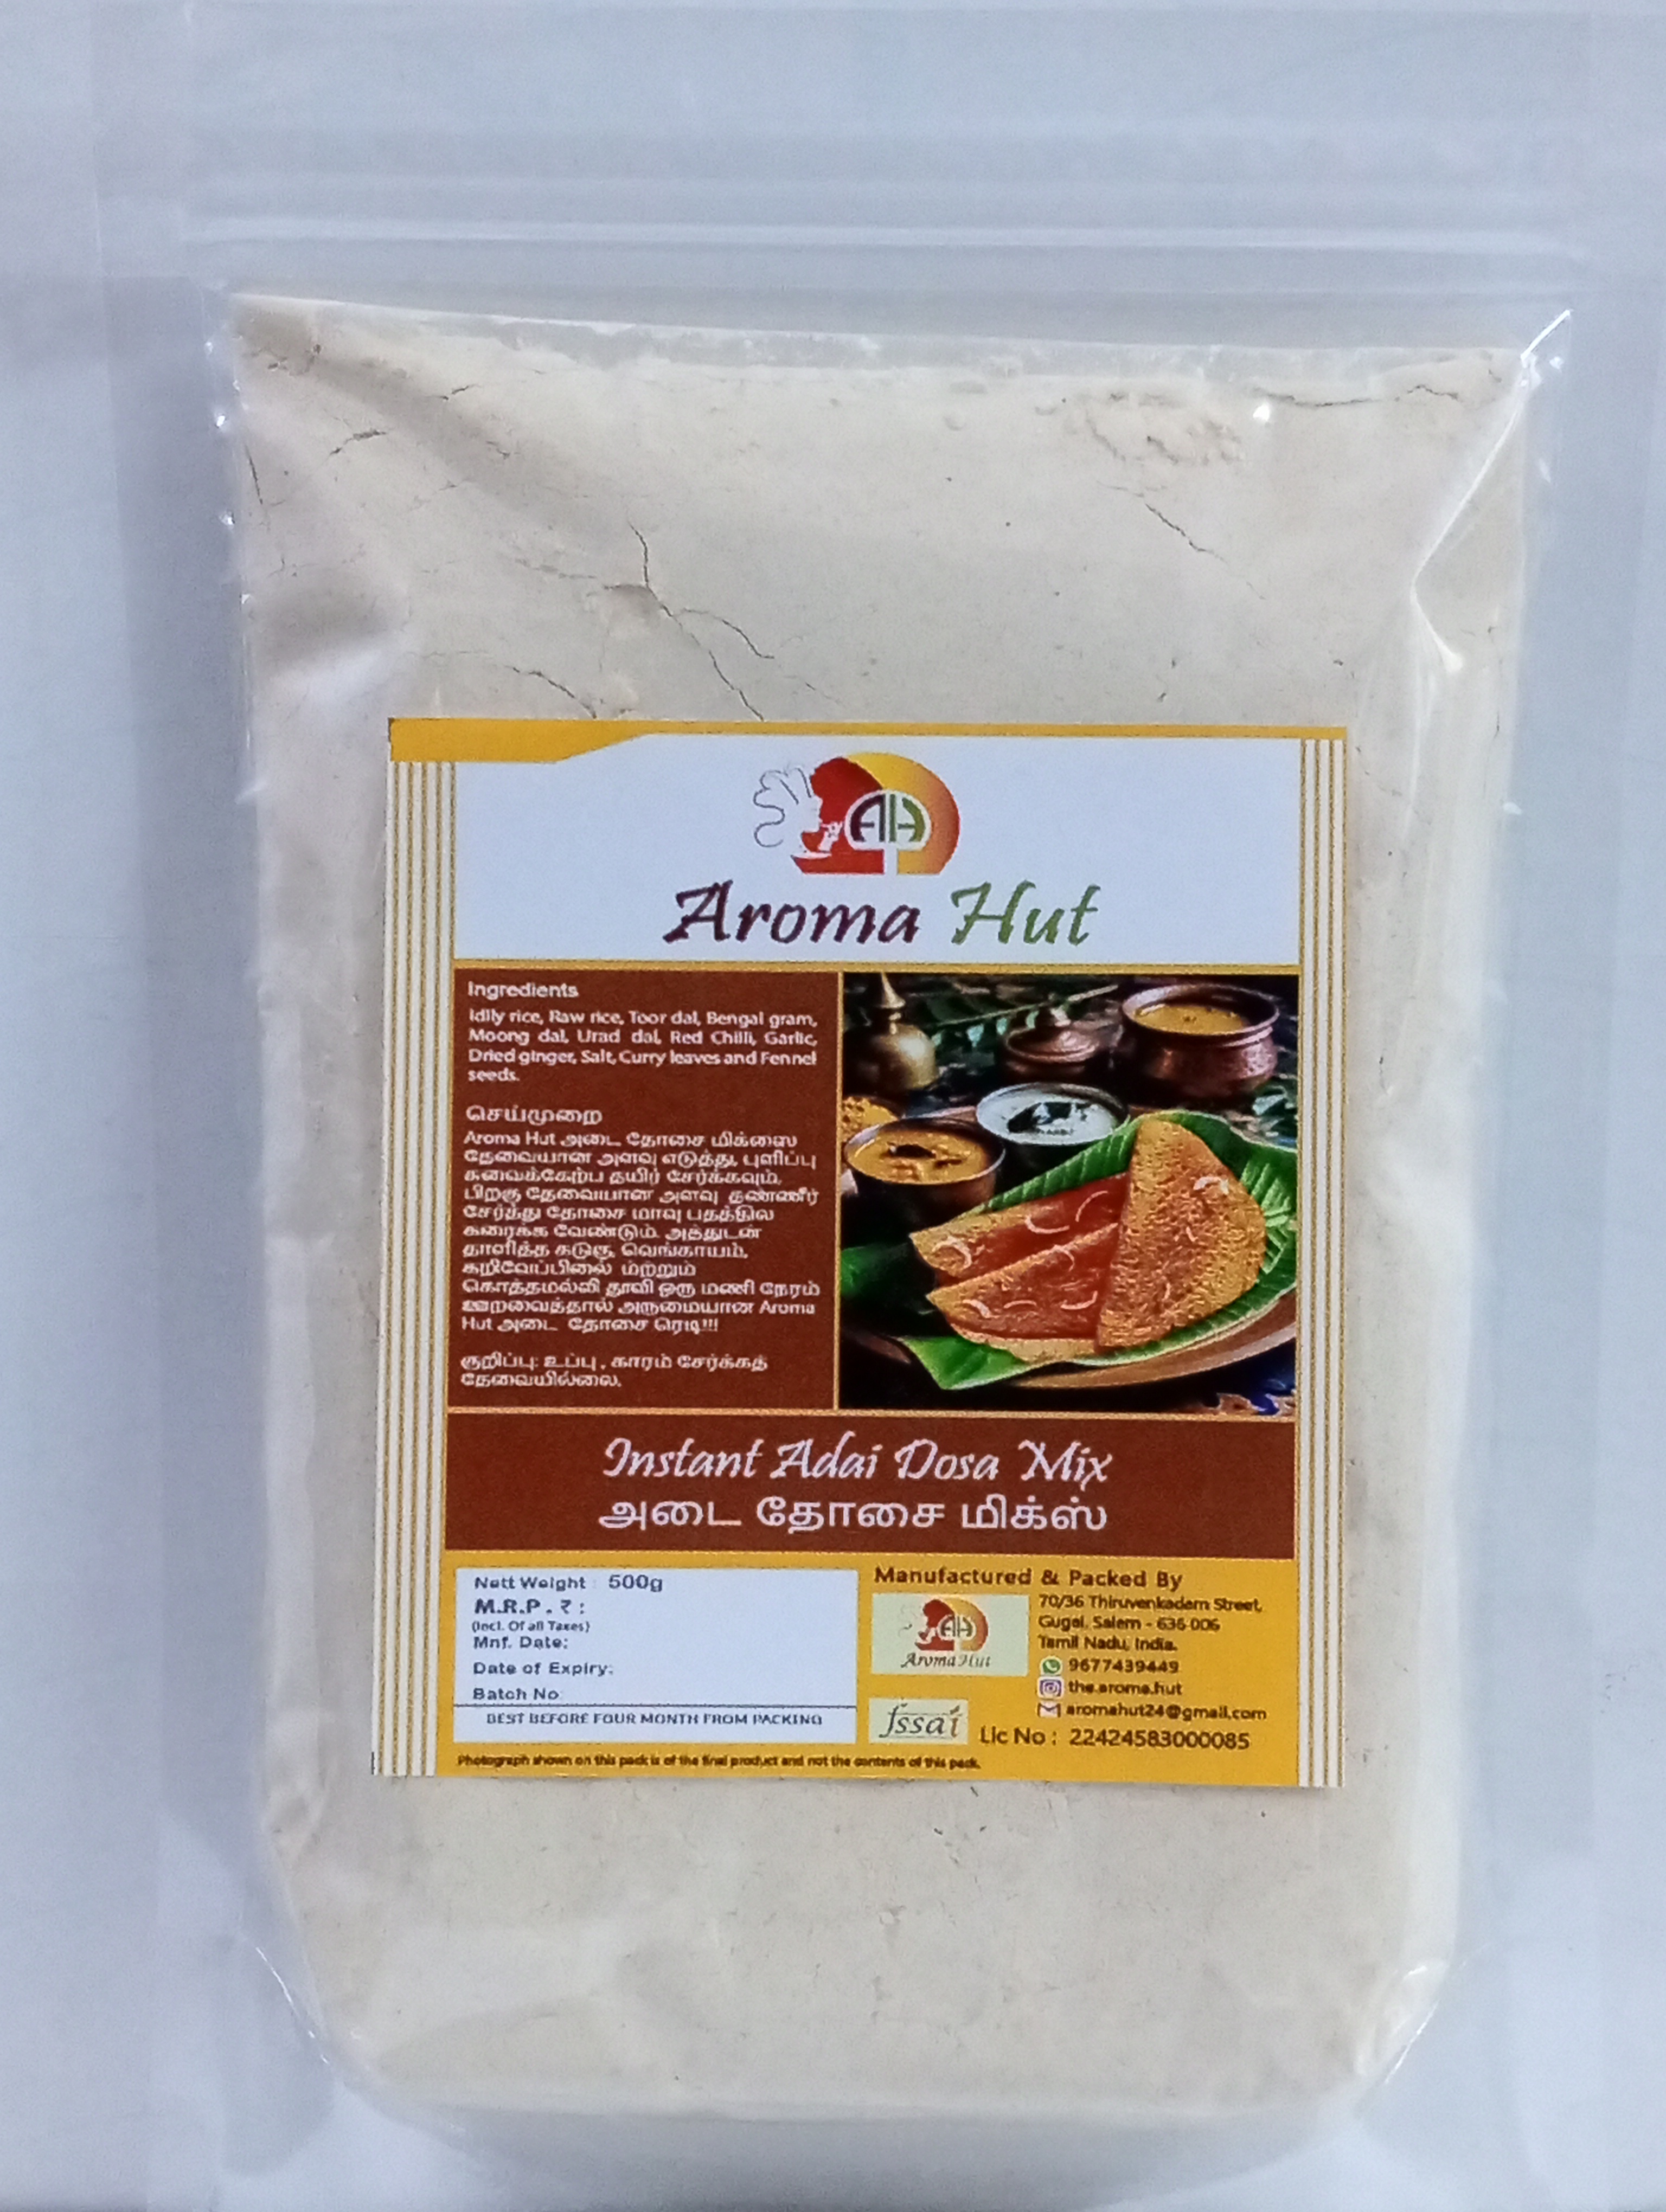 AH
Aroma Hut
Ingredients
Idlly rice, Raw rice, Toor dal, Bengal gram,
Moong dal, Urad dal, Red Chilli, Garlic,
Dried ginger, Salt, Curry leaves and Fennel
seeds.
செய்முறை
Aroma Hut அடை தோசை மிக்ஸை
தேவையான அளவு எடுத்து, புளிப்பு
சுவைக்கேற்ப தயிர் சேர்க்கவும்.
பிறகு தேவையான அளவு தண்ணீர்
சேர்த்து தோசை மாவு பதத்தில
கரைக்க வேண்டும். அத்துடன்
தாளித்த கடுகு, வெங்காயம்,
கறிவேப்பிலை ம்ற்றும்
கொத்தமல்லி தூவி ஒரு மணி நேரம்
ஊறவைத்தால் அருமையான Aroma
Hut அடை தோசை ரெடி!!!
குறிப்பு: உப்பு , காரம் சேர்க்கத்
தேவையில்லை.
Instant Adai Dosa Mix
அடை தோசை மிக்ஸ்
Nett Weight : 500g
M.R.P . ₹ :
(Incl. Of all Taxes)
Mnf. Date:
Date of Expiry:
Batch No:
BEST BEFORE FOUR MONTH FROM PACKING
Manufactured & Packed By
AH
Aroma Hut
70/36 Thiruvenkadam Street,
Gugai, Salem - 636 006
Tamil Nadu, India.
9677439449
the.aroma.hut
aromahut24@gmail.com
fssai
Lic No : 22424583000085
Photograph shown on this pack is of the final product and not the contents of this pack.